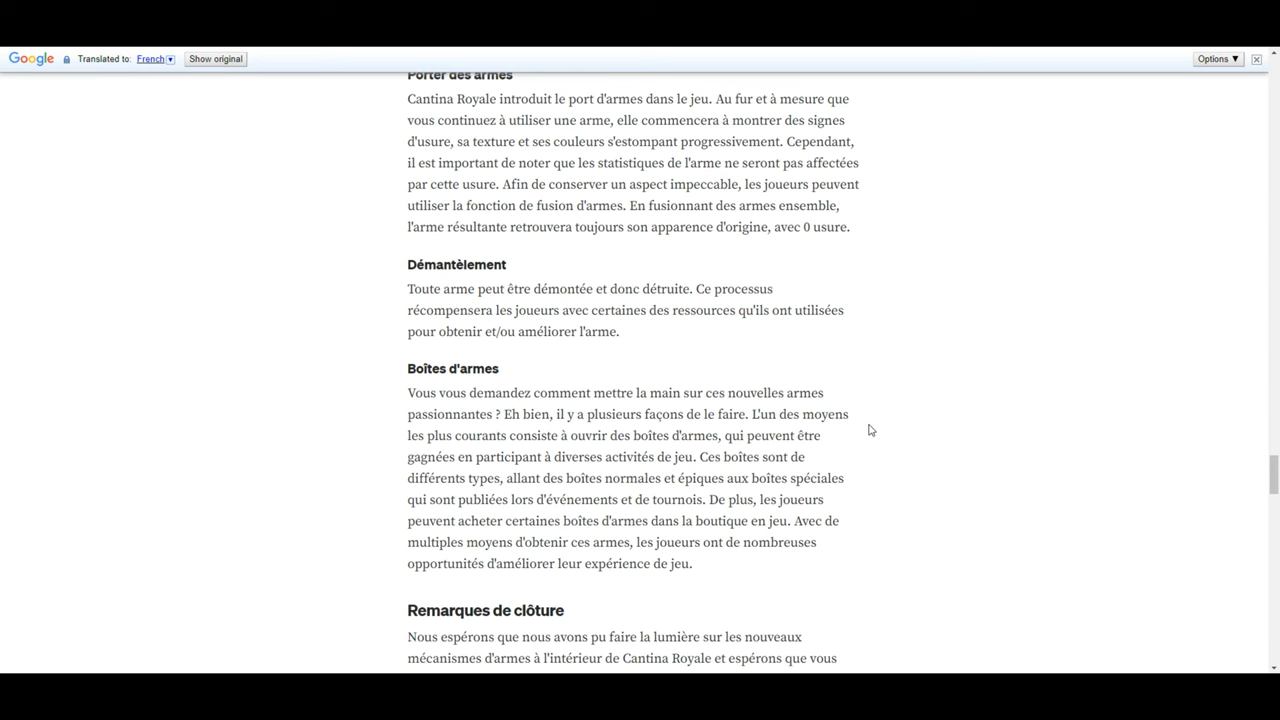 Google Translated to: French Show original Options ▼
Porter des armes
Cantina Royale introduit le port d'armes dans le jeu. Au fur et à mesure que
vous continuez à utiliser une arme, elle commencera à montrer des signes
d'usure, sa texture et ses couleurs s'estompant progressivement. Cependant,
il est important de noter que les statistiques de l'arme ne seront pas affectées
par cette usure. Afin de conserver un aspect impeccable, les joueurs peuvent
utiliser la fonction de fusion d'armes. En fusionnant des armes ensemble,
l'arme résultante retrouvera toujours son apparence d'origine, avec 0 usure.
Démantèlement
Toute arme peut être démontée et donc détruite. Ce processus
récompensera les joueurs avec certaines des ressources qu'ils ont utilisées
pour obtenir et/ou améliorer l'arme.
Boîtes d'armes
Vous vous demandez comment mettre la main sur ces nouvelles armes
passionnantes ? Eh bien, il y a plusieurs façons de le faire. L'un des moyens
les plus courants consiste à ouvrir des boîtes d'armes, qui peuvent être
gagnées en participant à diverses activités de jeu. Ces boîtes sont de
différents types, allant des boîtes normales et épiques aux boîtes spéciales
qui sont publiées lors d'événements et de tournois. De plus, les joueurs
peuvent acheter certaines boîtes d'armes dans la boutique en jeu. Avec de
multiples moyens d'obtenir ces armes, les joueurs ont de nombreuses
opportunités d'améliorer leur expérience de jeu.
Remarques de clôture
Nous espérons que nous avons pu faire la lumière sur les nouveaux
mécanismes d'armes à l'intérieur de Cantina Royale et espérons que vous